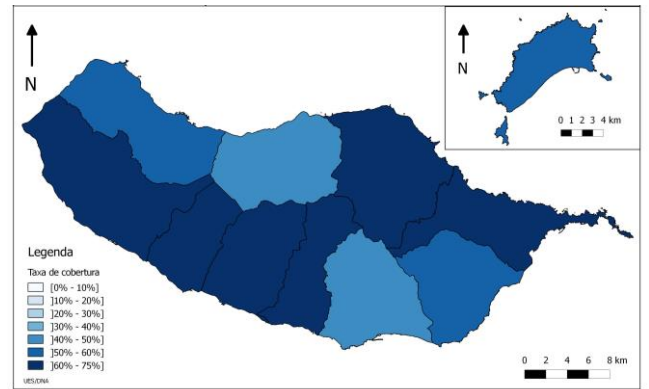 N
N
0 1 2 3 4 km
Legenda
Taxa de cobertura
[0% - 10%]
]10% - 20%]
]20% - 30%]
]30% - 40%]
]40% - 50%]
]50% - 60%]
]60% - 75%]
UES/DNA
0 2 4 6 8 km